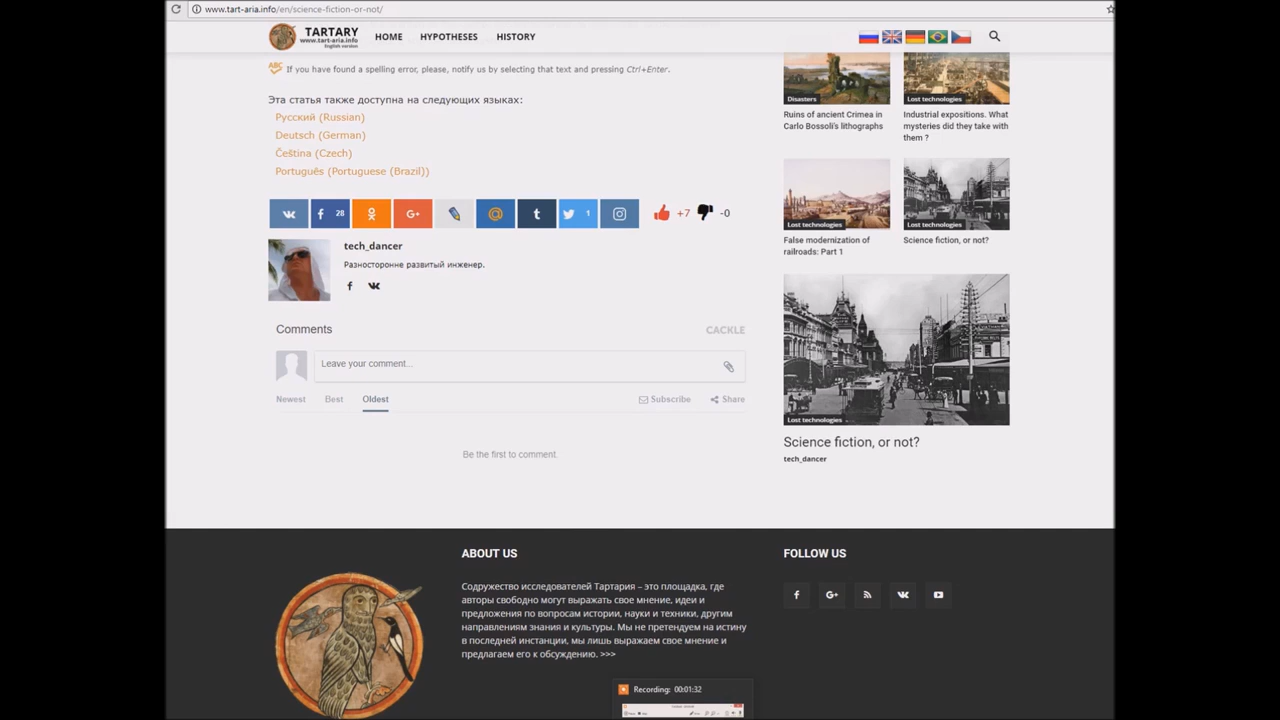 www.tart-aria.info/en/science-fiction-or-not/
TARTARY
www.tart-aria.info
English version
HOME
HYPOTHESES
HISTORY
ABC
If you have found a spelling error, please, notify us by selecting that text and pressing Ctrl+Enter.
Эта статья также доступна на следующих языках:
Русский (Russian)
Deutsch (German)
Čeština (Czech)
Português (Portuguese (Brazil))
28
1
+7
-0
tech_dancer
Разносторонне развитый инженер.
Comments
CACKLE
Leave your comment...
Newest
Best
Oldest
Subscribe
Share
Be the first to comment.
Disasters
Ruins of ancient Crimea in
Carlo Bossoli's lithographs
Lost technologies
Industrial expositions. What
mysteries did they take with
them ?
Lost technologies
False modernization of
railroads: Part 1
Lost technologies
Science fiction, or not?
Lost technologies
Science fiction, or not?
tech_dancer
ABOUT US
Содружество исследователей Тартария – это площадка, где
авторы свободно могут выражать свое мнение, идеи и
предложения по вопросам истории, науки и техники, другим
направлениям знания и культуры. Мы не претендуем на истину
в последней инстанции, мы лишь выражаем свое мнение и
предлагаем его к обсуждению. >>>
FOLLOW US
Recording: 00:01:32